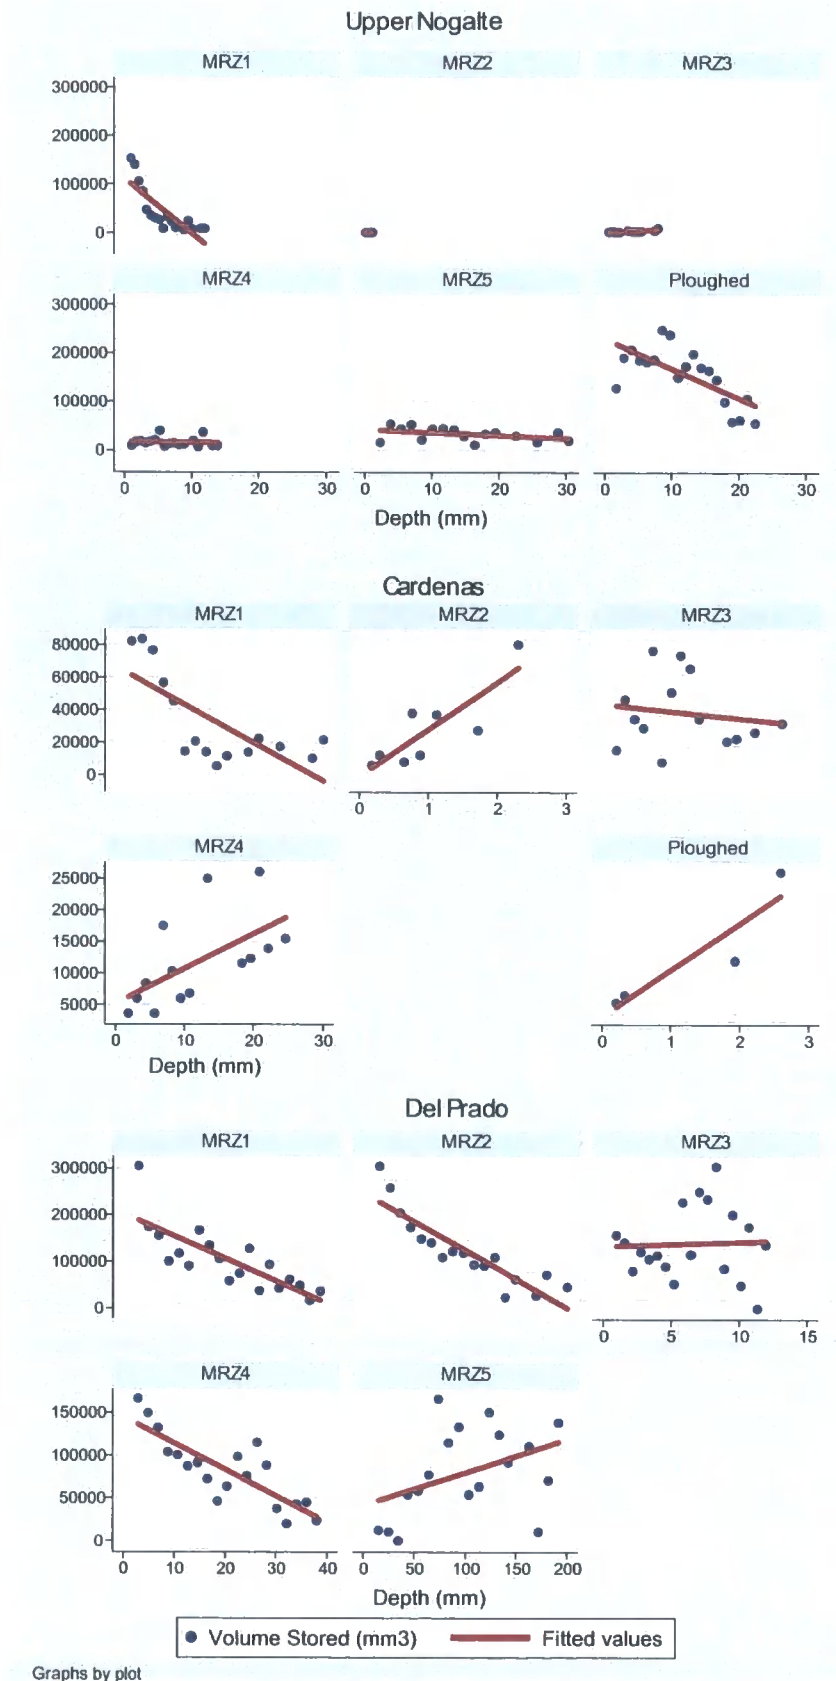 Upper Nogalte
MRZ1 MRZ2 MRZ3
300000
200000
100000
0
MRZ4 MRZ5 Ploughed
300000
200000
100000
0
0 10 20 30 0 10 20 30 0 10 20 30
Depth (mm)
Cardenas
MRZ1 MRZ2 MRZ3
80000
60000
40000
20000
0
0 1 2 3
MRZ4 Ploughed
25000
20000
15000
10000
5000
0 10 20 30 0 1 2 3
Depth (mm)
Del Prado
MRZ1 MRZ2 MRZ3
300000
200000
100000
0
0 5 10 15
MRZ4 MRZ5
150000
100000
50000
0
0 10 20 30 40 0 50 100 150 200
Depth (mm)
Volume Stored (mm3) Fitted values
Graphs by plot